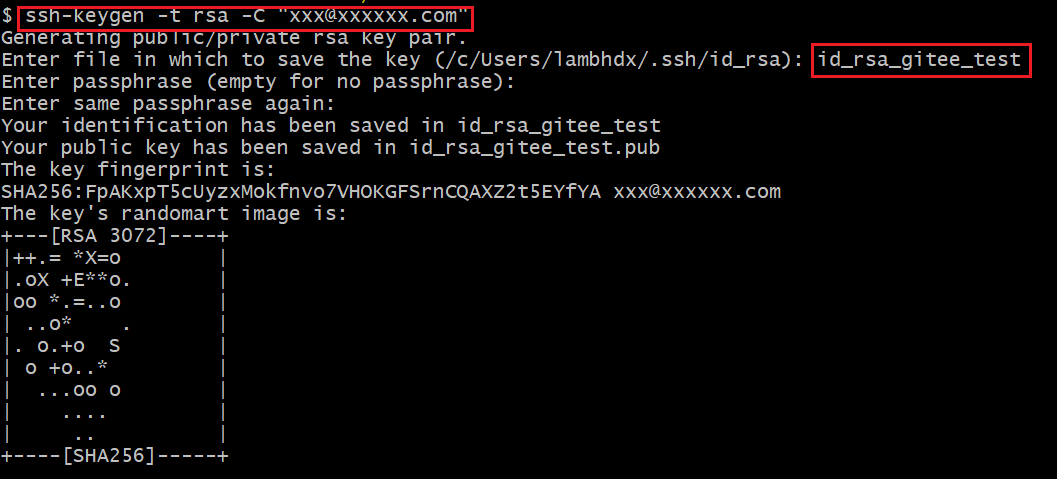 $ ssh-keygen -t rsa -C "xxx@xxxxxx.com"
Generating public/private rsa key pair.
Enter file in which to save the key (/c/Users/lambhdx/.ssh/id_rsa): id_rsa_gitee_test
Enter passphrase (empty for no passphrase):
Enter same passphrase again:
Your identification has been saved in id_rsa_gitee_test
Your public key has been saved in id_rsa_gitee_test.pub
The key fingerprint is:
SHA256:FpAKxpT5cUyzxMokfnvo7VHOKGFSrnCQAXZ2t5EYfYA xxx@xxxxxx.com
The key's randomart image is:
+---[RSA 3072]----+
|++.= *X=o        |
|.oX +E**o.       |
|oo *.=..o        |
| ..o*    .       |
|. o.+o  S        |
| o +o..*         |
|  ...oo o        |
|    ....         |
|     ..          |
+----[SHA256]-----+